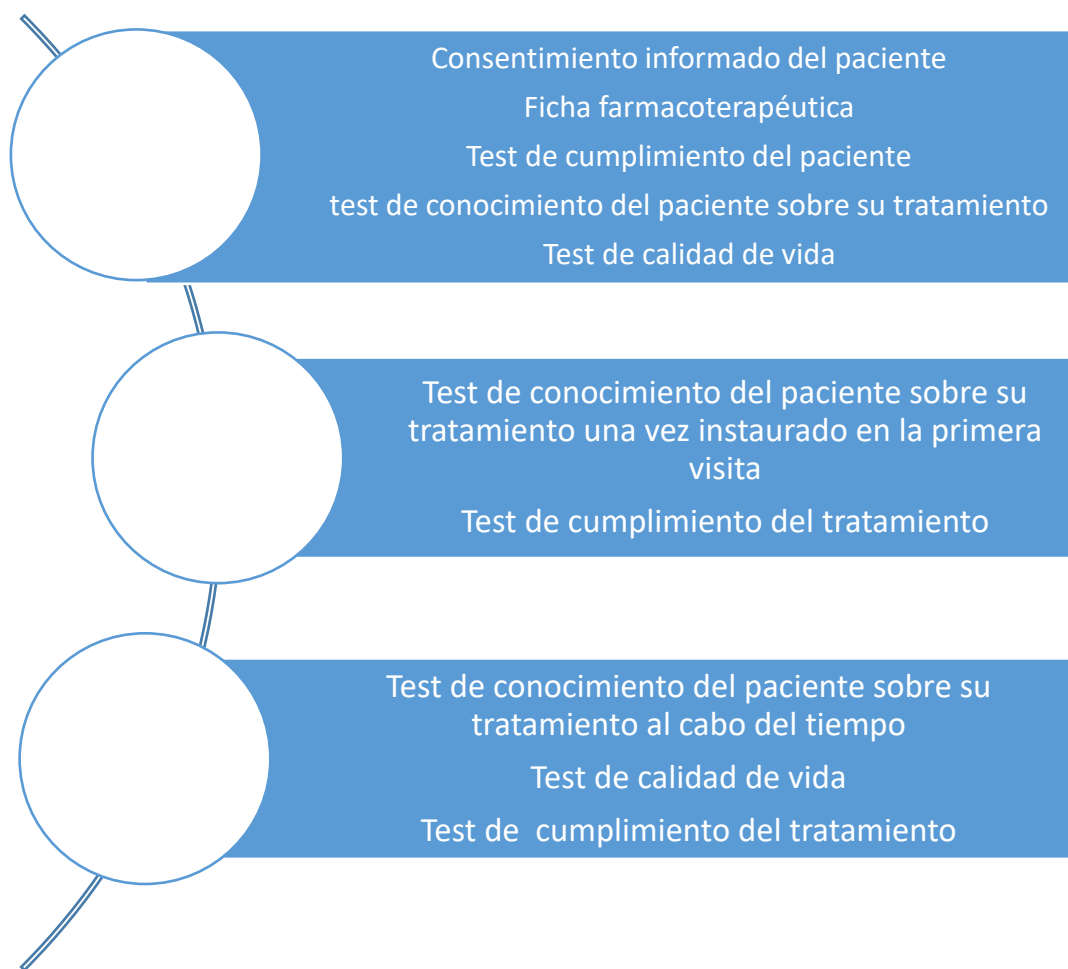 Consentimiento informado del paciente
Ficha farmacoterapéutica
Test de cumplimiento del paciente
test de conocimiento del paciente sobre su tratamiento
Test de calidad de vida
Test de conocimiento del paciente sobre su
tratamiento una vez instaurado en la primera
visita
Test de cumplimiento del tratamiento
Test de conocimiento del paciente sobre su
tratamiento al cabo del tiempo
Test de calidad de vida
Test de  cumplimiento del tratamiento